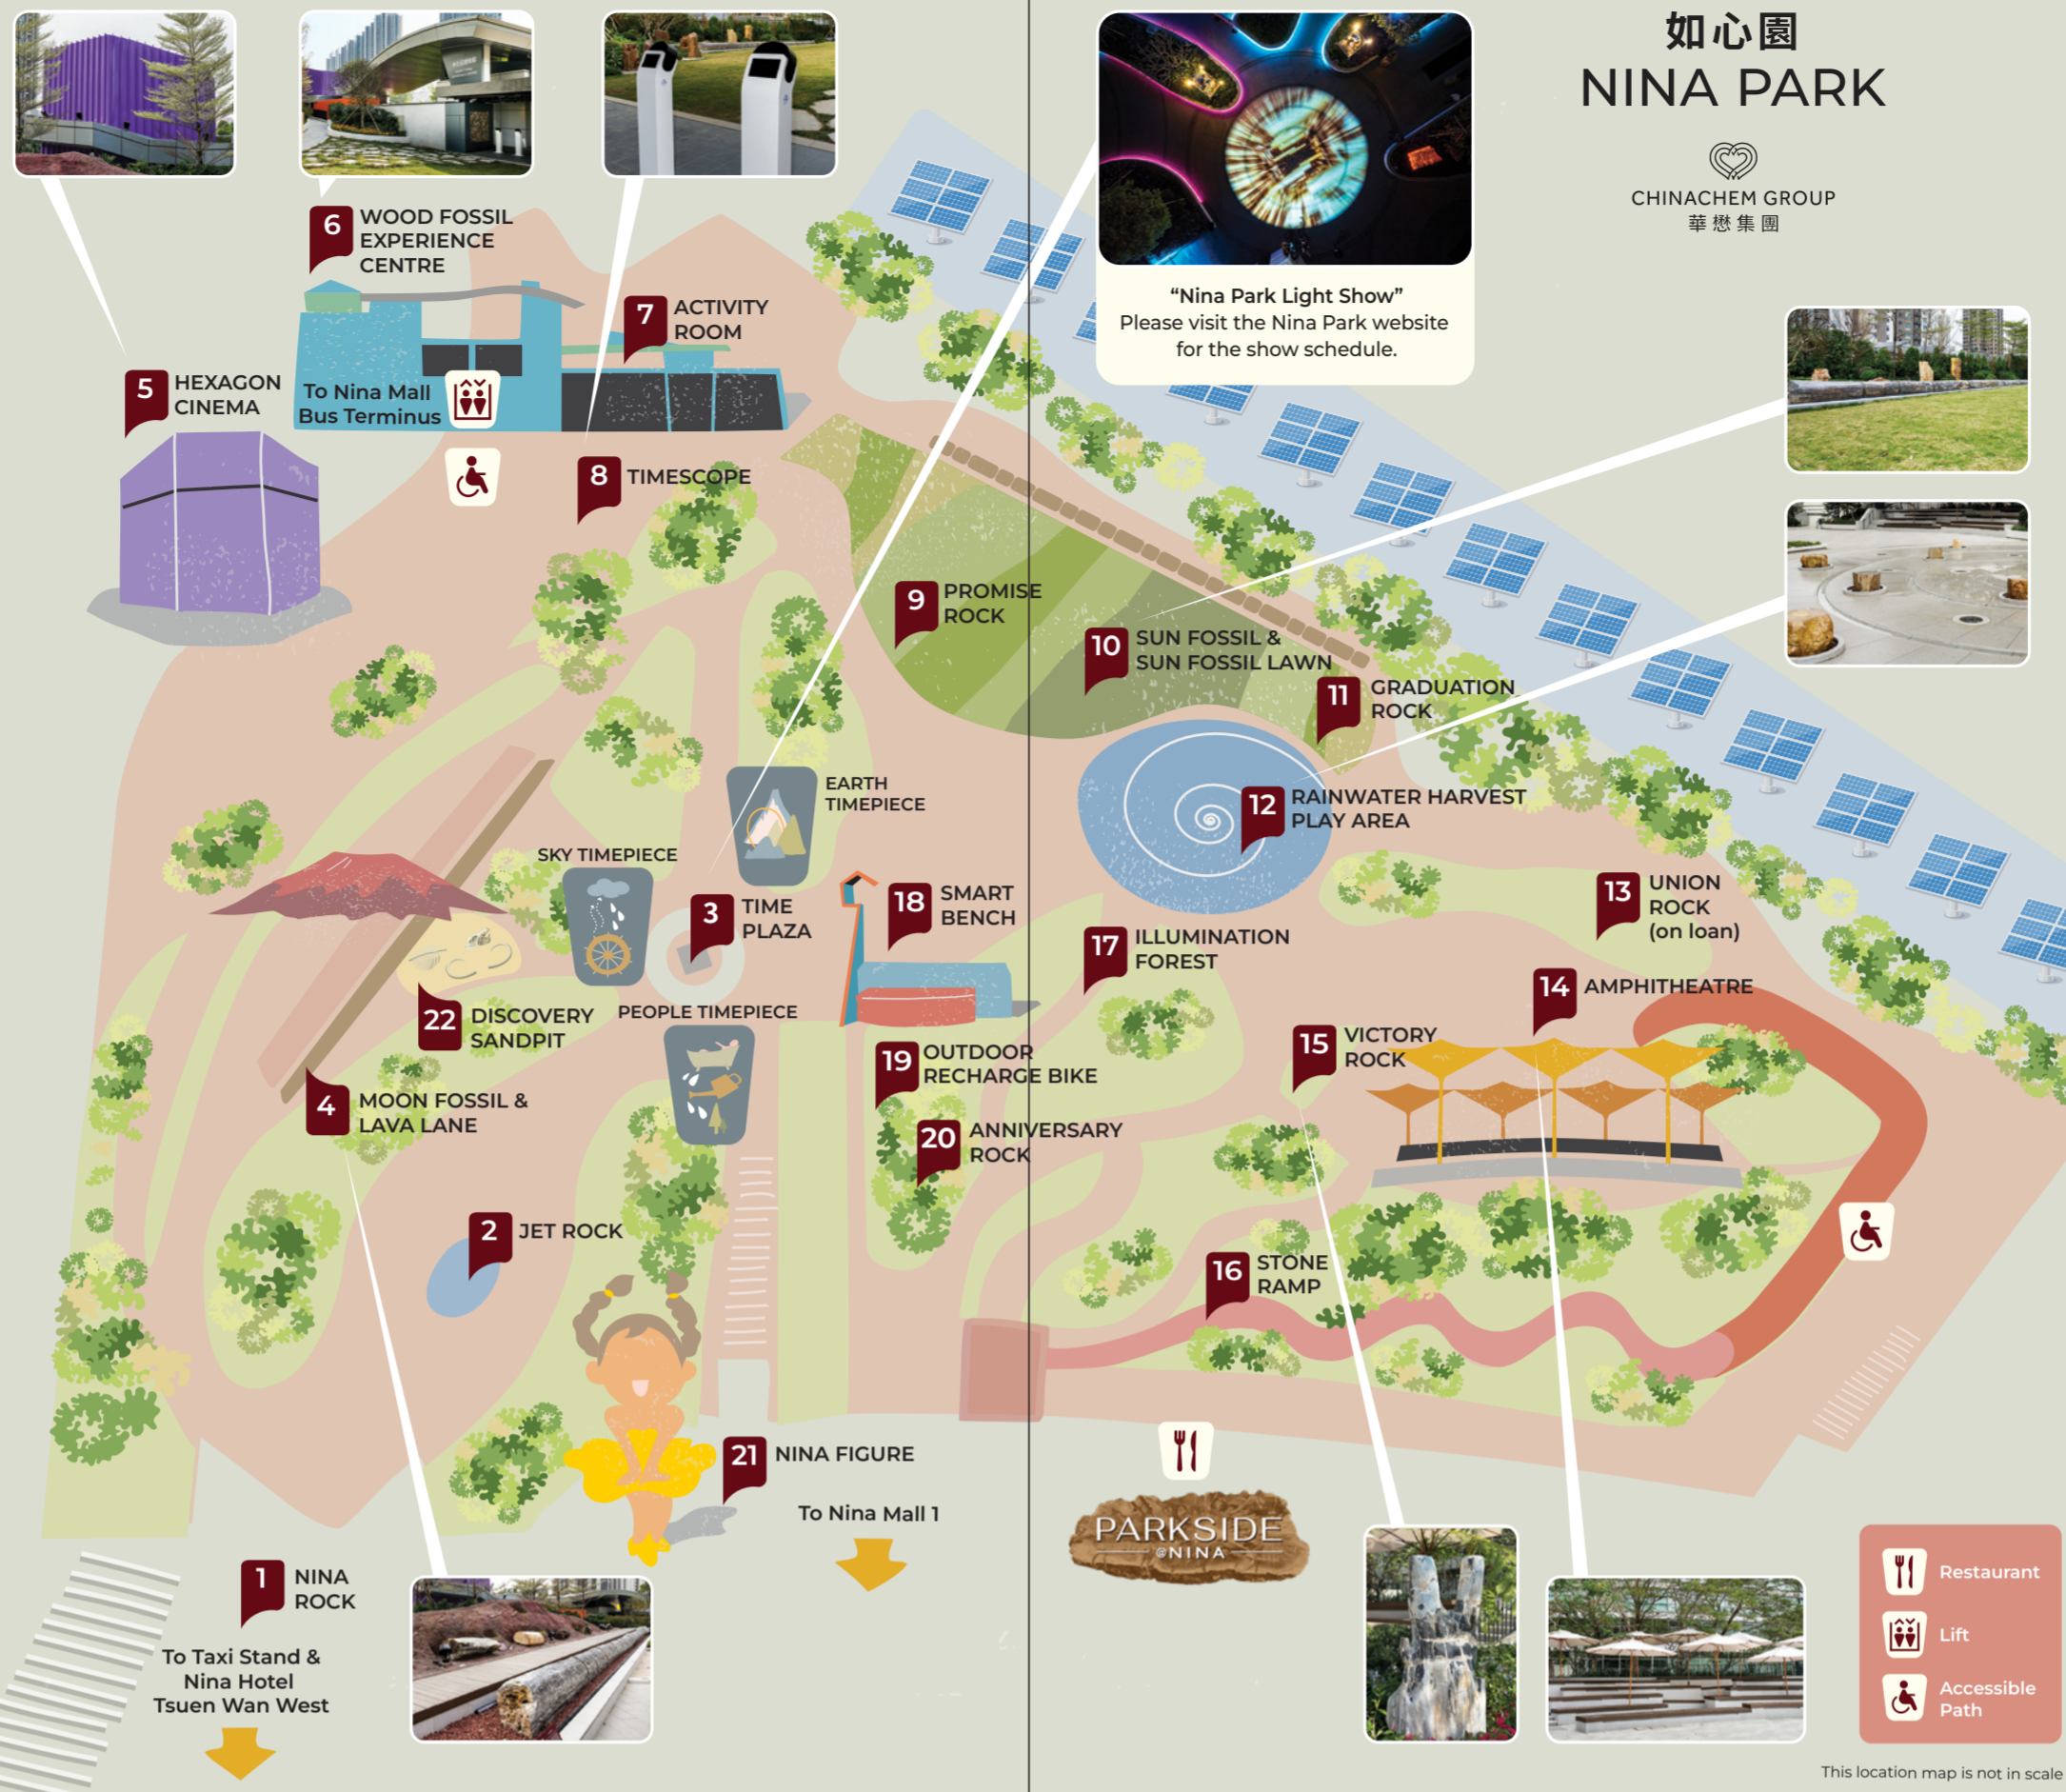 如心園
NINA PARK
CHINACHEM GROUP
華懋集團
“Nina Park Light Show”
Please visit the Nina Park website
for the show schedule.
6
WOOD FOSSIL
EXPERIENCE
CENTRE
7
ACTIVITY
ROOM
5
HEXAGON
CINEMA
To Nina Mall
Bus Terminus
8
TIMESCOPE
9
PROMISE
ROCK
10
SUN FOSSIL &
SUN FOSSIL LAWN
11
GRADUATION
ROCK
EARTH
TIMEPIECE
12
RAINWATER HARVEST
PLAY AREA
SKY TIMEPIECE
3
TIME
PLAZA
18
SMART
BENCH
13
UNION
ROCK
(on loan)
17
ILLUMINATION
FOREST
14
AMPHITHEATRE
22
DISCOVERY
SANDPIT
PEOPLE TIMEPIECE
15
VICTORY
ROCK
19
OUTDOOR
RECHARGE BIKE
4
MOON FOSSIL &
LAVA LANE
20
ANNIVERSARY
ROCK
2
JET ROCK
16
STONE
RAMP
21
NINA FIGURE
To Nina Mall 1
PARKSIDE
@NINA
1
NINA
ROCK
To Taxi Stand &
Nina Hotel
Tsuen Wan West
Restaurant
Lift
Accessible
Path
This location map is not in scale